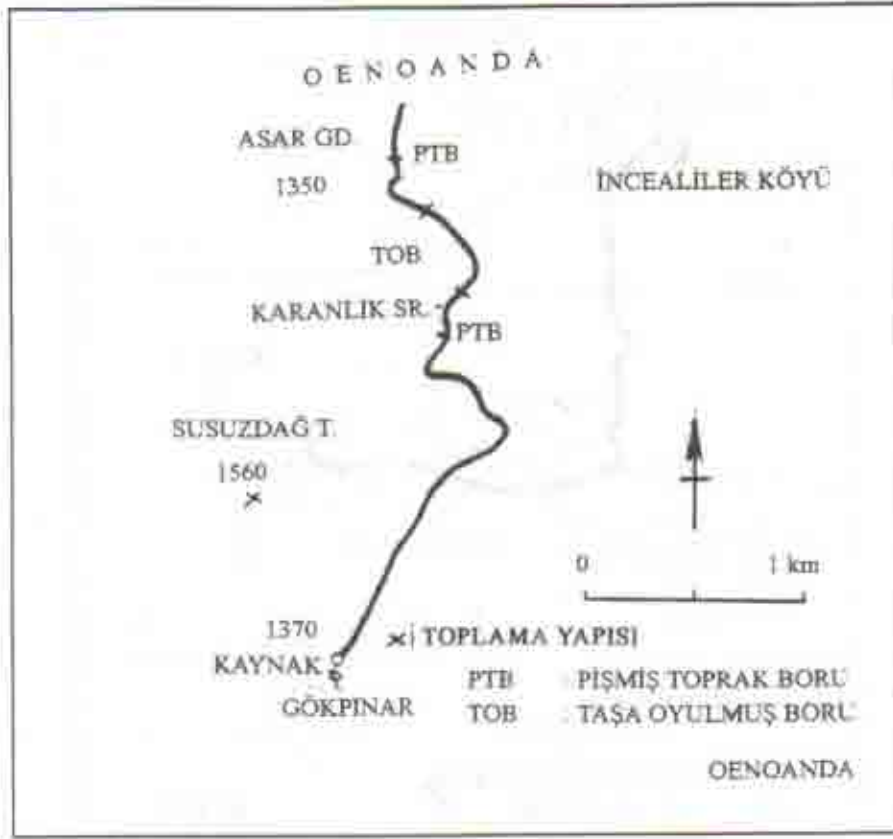 OENOANDA
ASAR GD.
PTB
1350
İNCEALİLER KÖYÜ
TOB
KARANLIK SR.
PTB
SUSUZDAĞ T.
1560
0 1 km
1370
TOPLAMA YAPISI
KAYNAK
GÖKPINAR
PTB : PİŞMİŞ TOPRAK BORU
TOB : TAŞA OYULMUŞ BORU
OENOANDA